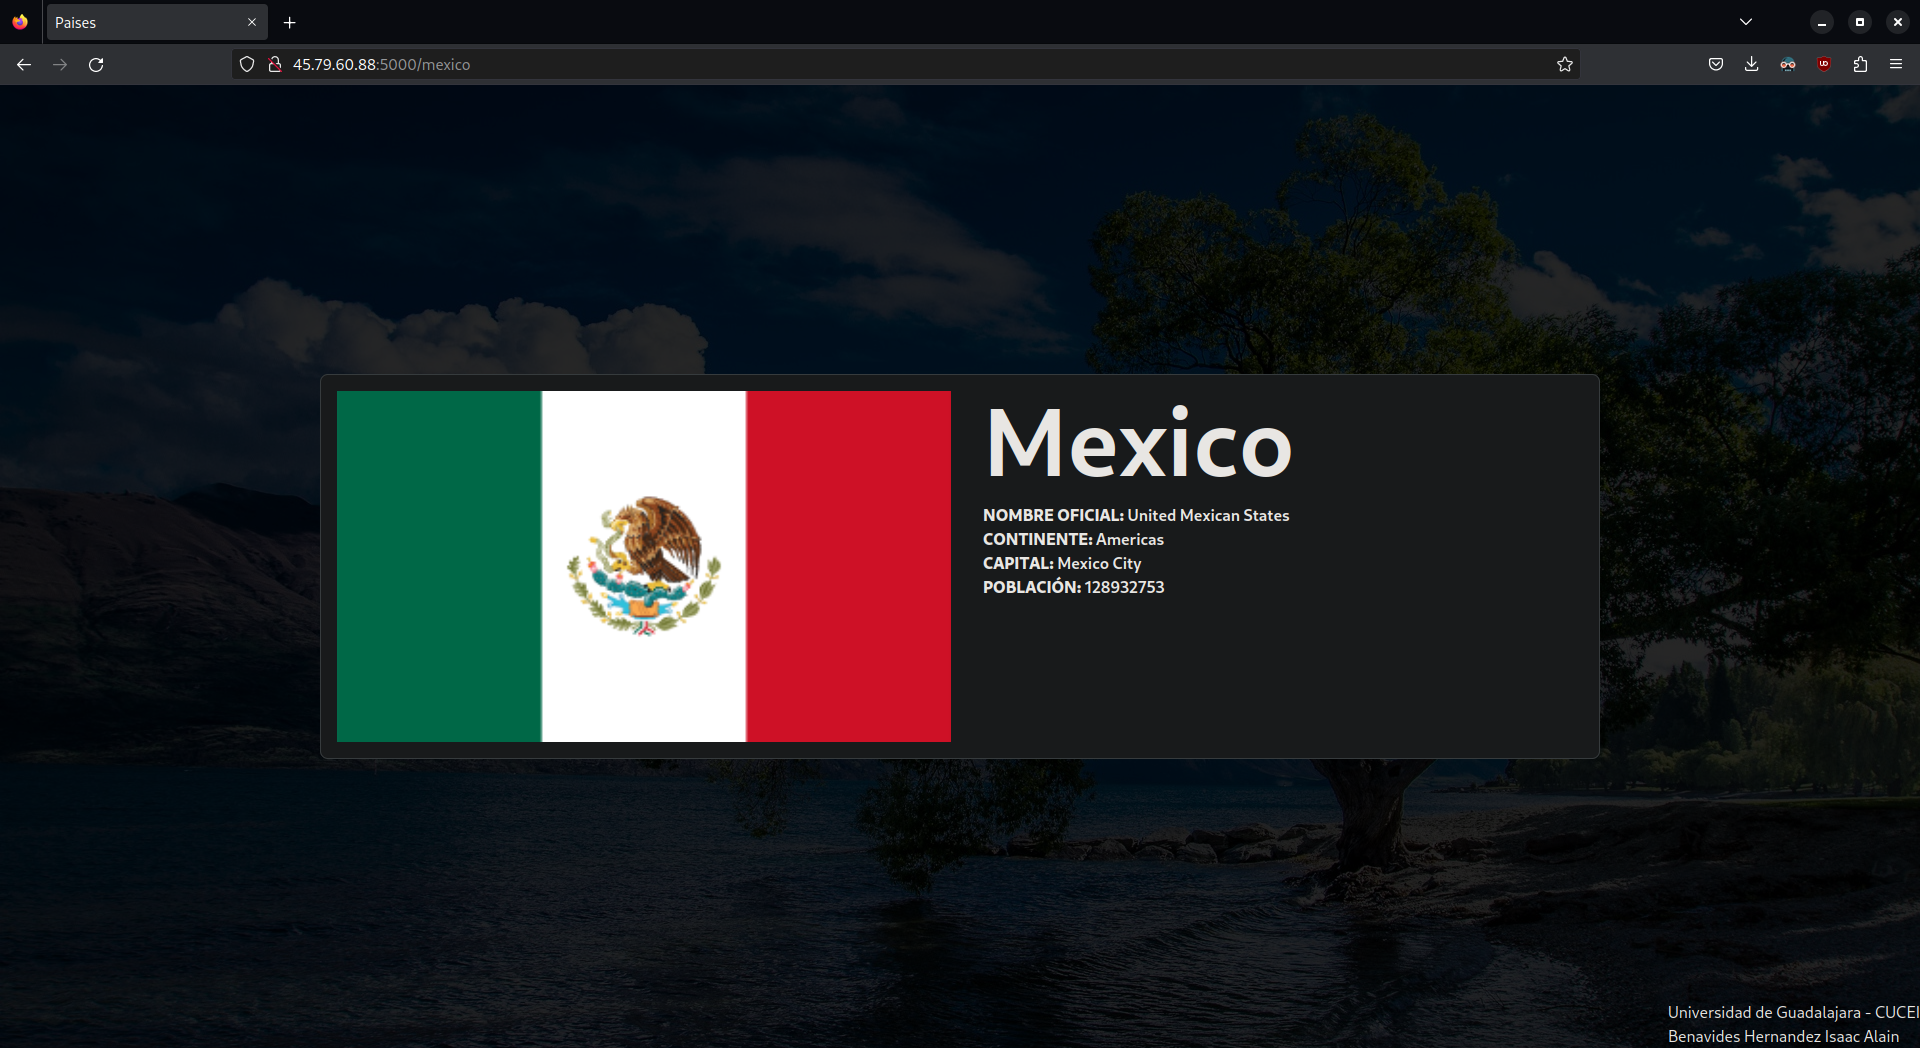 Paises
45.79.60.88:5000/mexico
Mexico
NOMBRE OFICIAL: United Mexican States
CONTINENTE: Americas
CAPITAL: Mexico City
POBLACIÓN: 128932753
Universidad de Guadalajara - CUCEI
Benavides Hernandez Isaac Alain